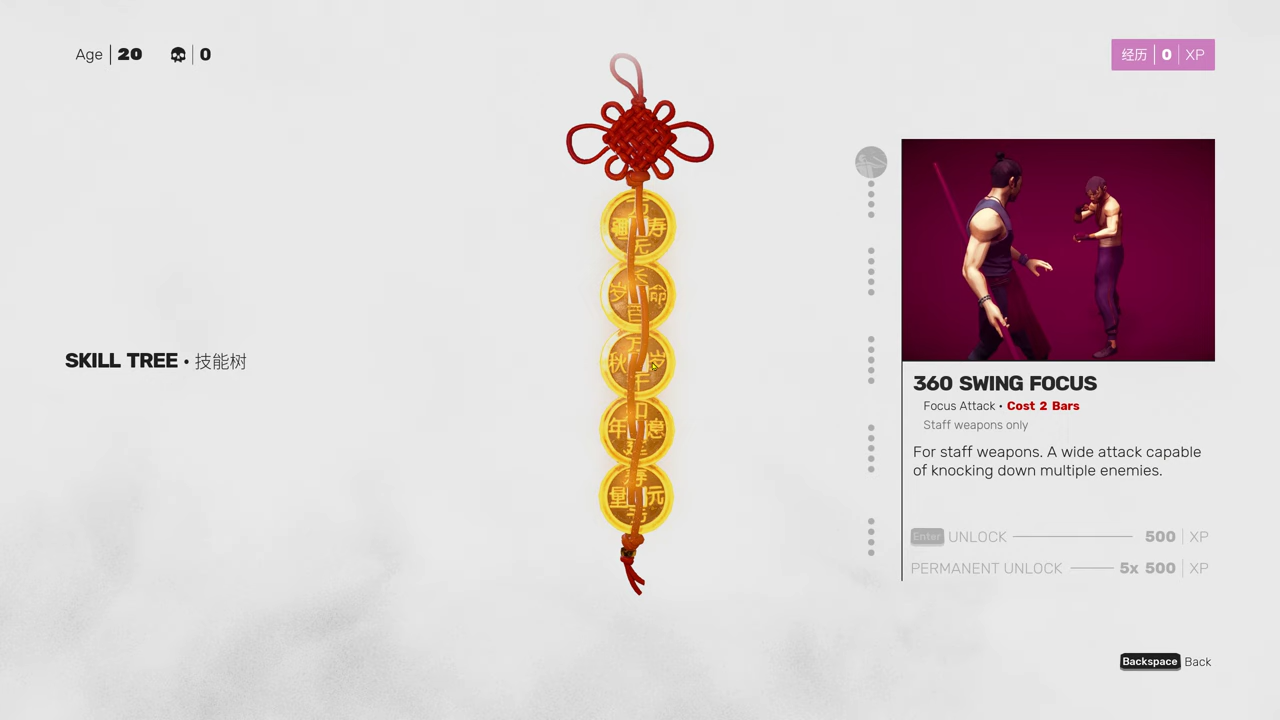 Age 20 0
经历 0 XP
SKILL TREE • 技能树
360 SWING FOCUS
Focus Attack • Cost 2 Bars
Staff weapons only
For staff weapons. A wide attack capable
of knocking down multiple enemies.
Enter UNLOCK 500 XP
PERMANENT UNLOCK 5x 500 XP
Backspace Back